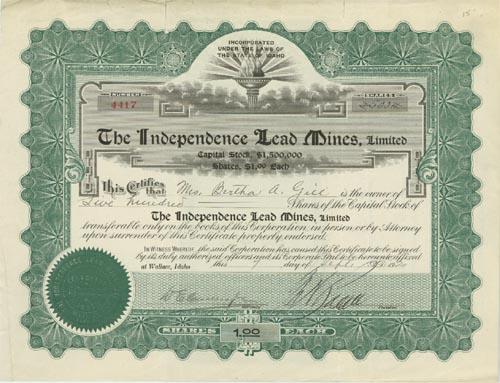 15
INCORPORATED
UNDER THE LAWS OF
THE STATE OF IDAHO
NUMBER
SHARES
4417
The Independence Lead Mines, Limited
Capital Stock, $1,500,000
Shares, $1.00 Each
This Certifies that Mrs. Bertha A. Gill is the owner of
Five Hundred Shares of the Capital Stock of
The Independence Lead Mines, Limited
transferable only on the books of this Corporation in person or by Attorney
upon surrender of this Certificate properly endorsed.
In Witness Whereof, the said Corporation has caused this Certificate to be signed
by its duly authorized officers and its Corporate Seal to be hereunto affixed
at Wallace, Idaho this day of Sept.
SHARES 1.00 EACH